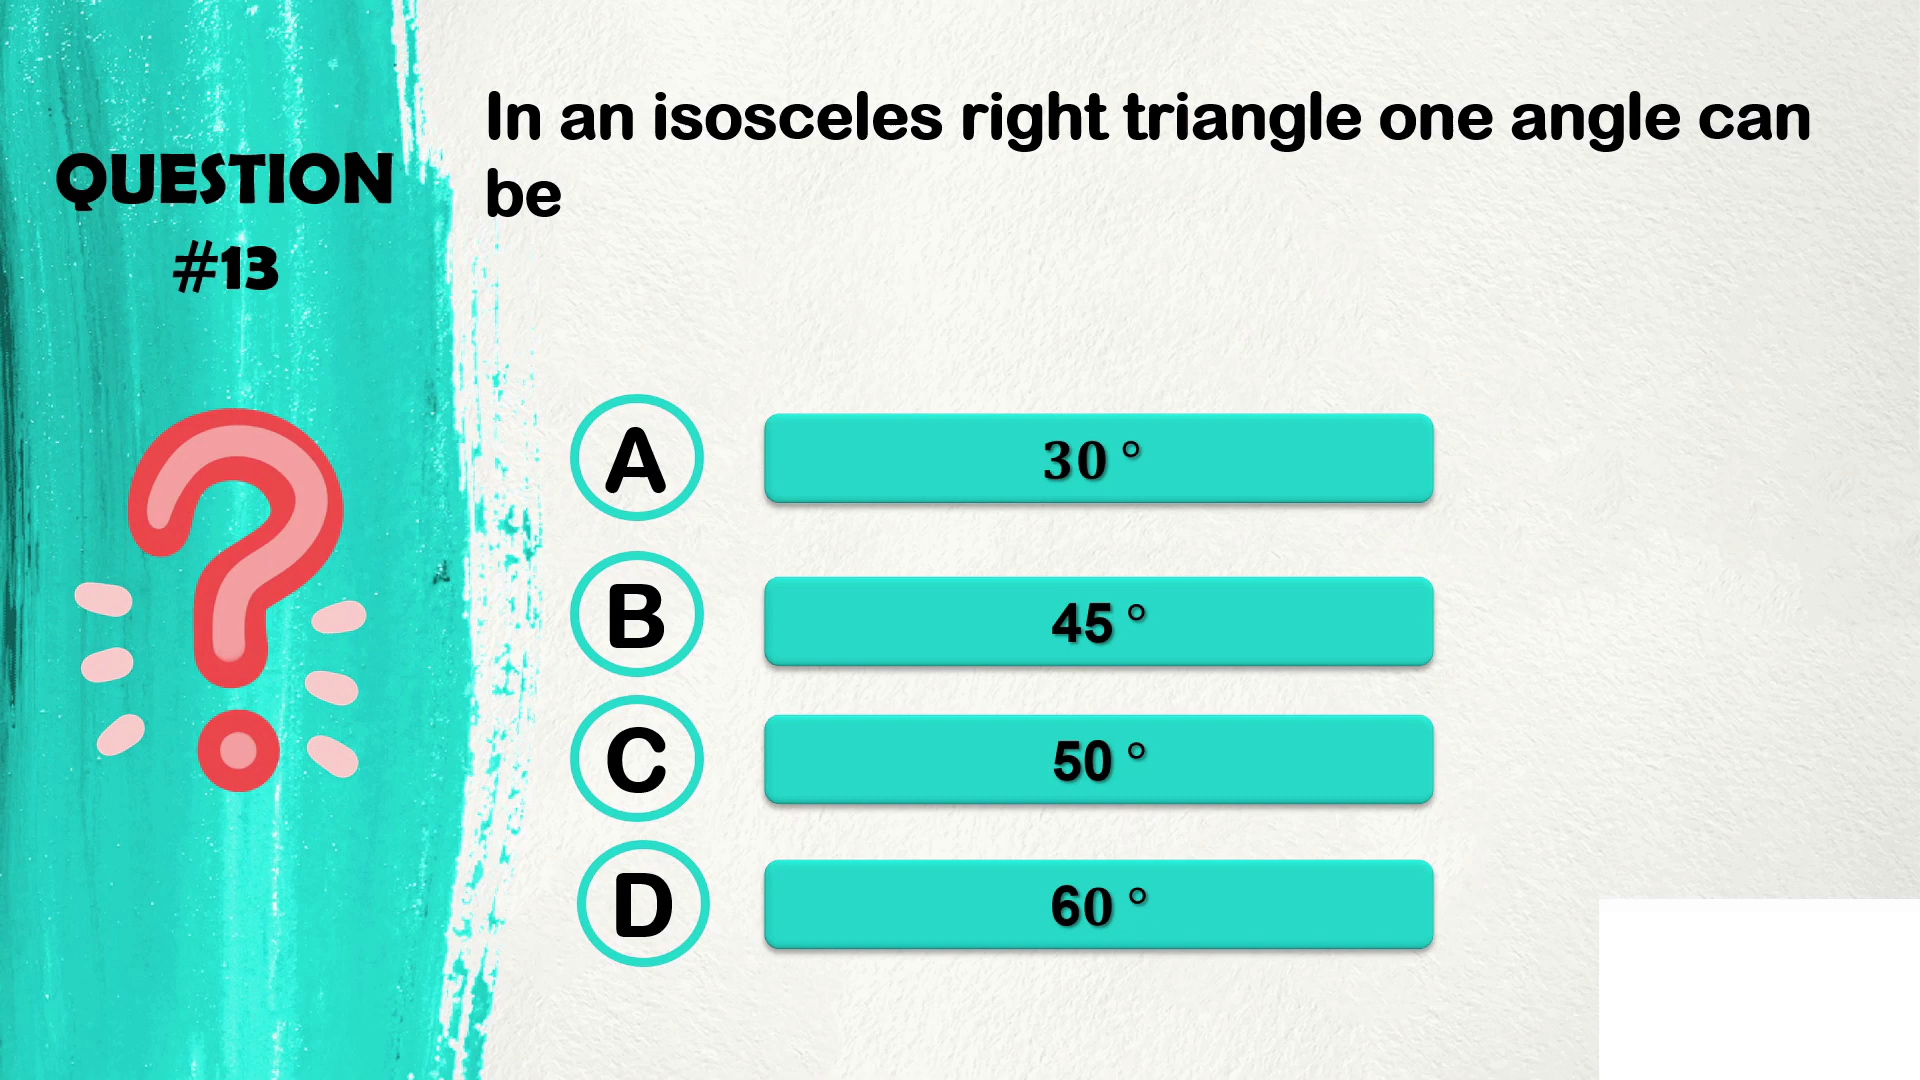 QUESTION
#13
In an isosceles right triangle one angle can
be
A
30 °
B
45 °
C
50 °
D
60 °